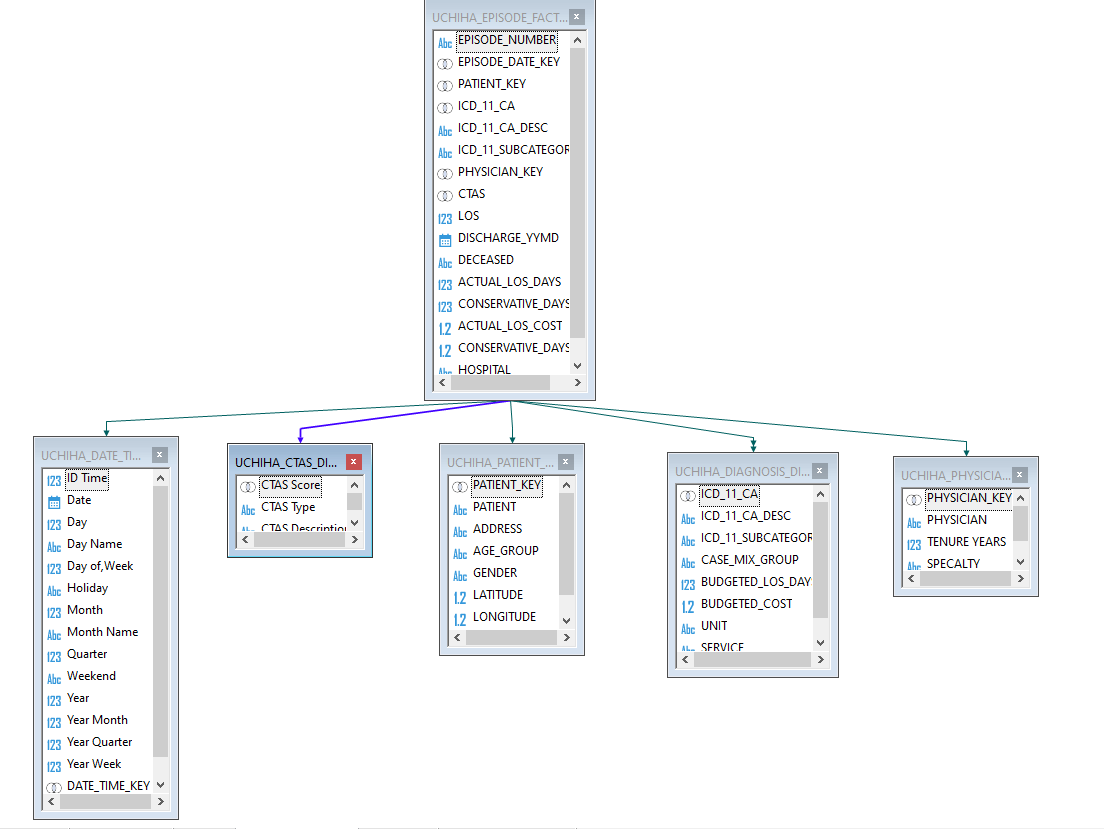 UCHIHA_EPISODE_FACT...
Abc EPISODE_NUMBER
EPISODE_DATE_KEY
PATIENT_KEY
ICD_11_CA
Abc ICD_11_CA_DESC
Abc ICD_11_SUBCATEGOR
PHYSICIAN_KEY
CTAS
123 LOS
DISCHARGE_YYMD
Abc DECEASED
123 ACTUAL_LOS_DAYS
123 CONSERVATIVE_DAYS
1.2 ACTUAL_LOS_COST
1.2 CONSERVATIVE_DAYS
Abc HOSPITAL
UCHIHA_DATE_TI...
123 ID Time
Date
123 Day
Abc Day Name
123 Day of,Week
Abc Holiday
123 Month
Abc Month Name
123 Quarter
Abc Weekend
123 Year
123 Year Month
123 Year Quarter
123 Year Week
DATE_TIME_KEY
UCHIHA_CTAS_DI...
CTAS Score
Abc CTAS Type
Abc CTAS Description
UCHIHA_PATIENT_...
PATIENT_KEY
Abc PATIENT
Abc ADDRESS
Abc AGE_GROUP
Abc GENDER
1.2 LATITUDE
1.2 LONGITUDE
UCHIHA_DIAGNOSIS_DI...
ICD_11_CA
Abc ICD_11_CA_DESC
Abc ICD_11_SUBCATEGOR
Abc CASE_MIX_GROUP
123 BUDGETED_LOS_DAY
1.2 BUDGETED_COST
Abc UNIT
Abc SERVICE
UCHIHA_PHYSICIA...
PHYSICIAN_KEY
Abc PHYSICIAN
123 TENURE YEARS
Abc SPECALTY